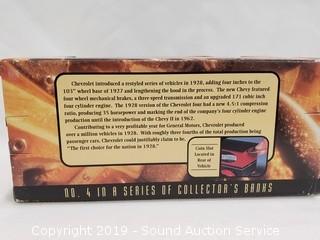 Chevrolet introduced a restyled series of vehicles in 1928, adding four inches to the
103" wheel base of 1927 and lengthening the hood in the process. The new Chevy featured
four wheel mechanical brakes, a three speed transmission and an upgraded 171 cubic inch
four cylinder engine. The 1928 version of the Chevrolet four had a new 4.5:1 compression
ratio, producing 35 horsepower and marking the end of the company's four cylinder engine
production until the introduction of the Chevy II in 1962.
Contributing to a very profitable year for General Motors, Chevrolet produced
over a million vehicles in 1928. With roughly three fourths of the total production being
passenger cars, Chevrolet could justifiably claim to be,
"The first choice for the nation in 1928."
Coin Slot
Located in
Rear of
Vehicle
NO. 4 IN A SERIES OF COLLECTOR'S BANKS
Copyright 2019 - Sound Auction Service